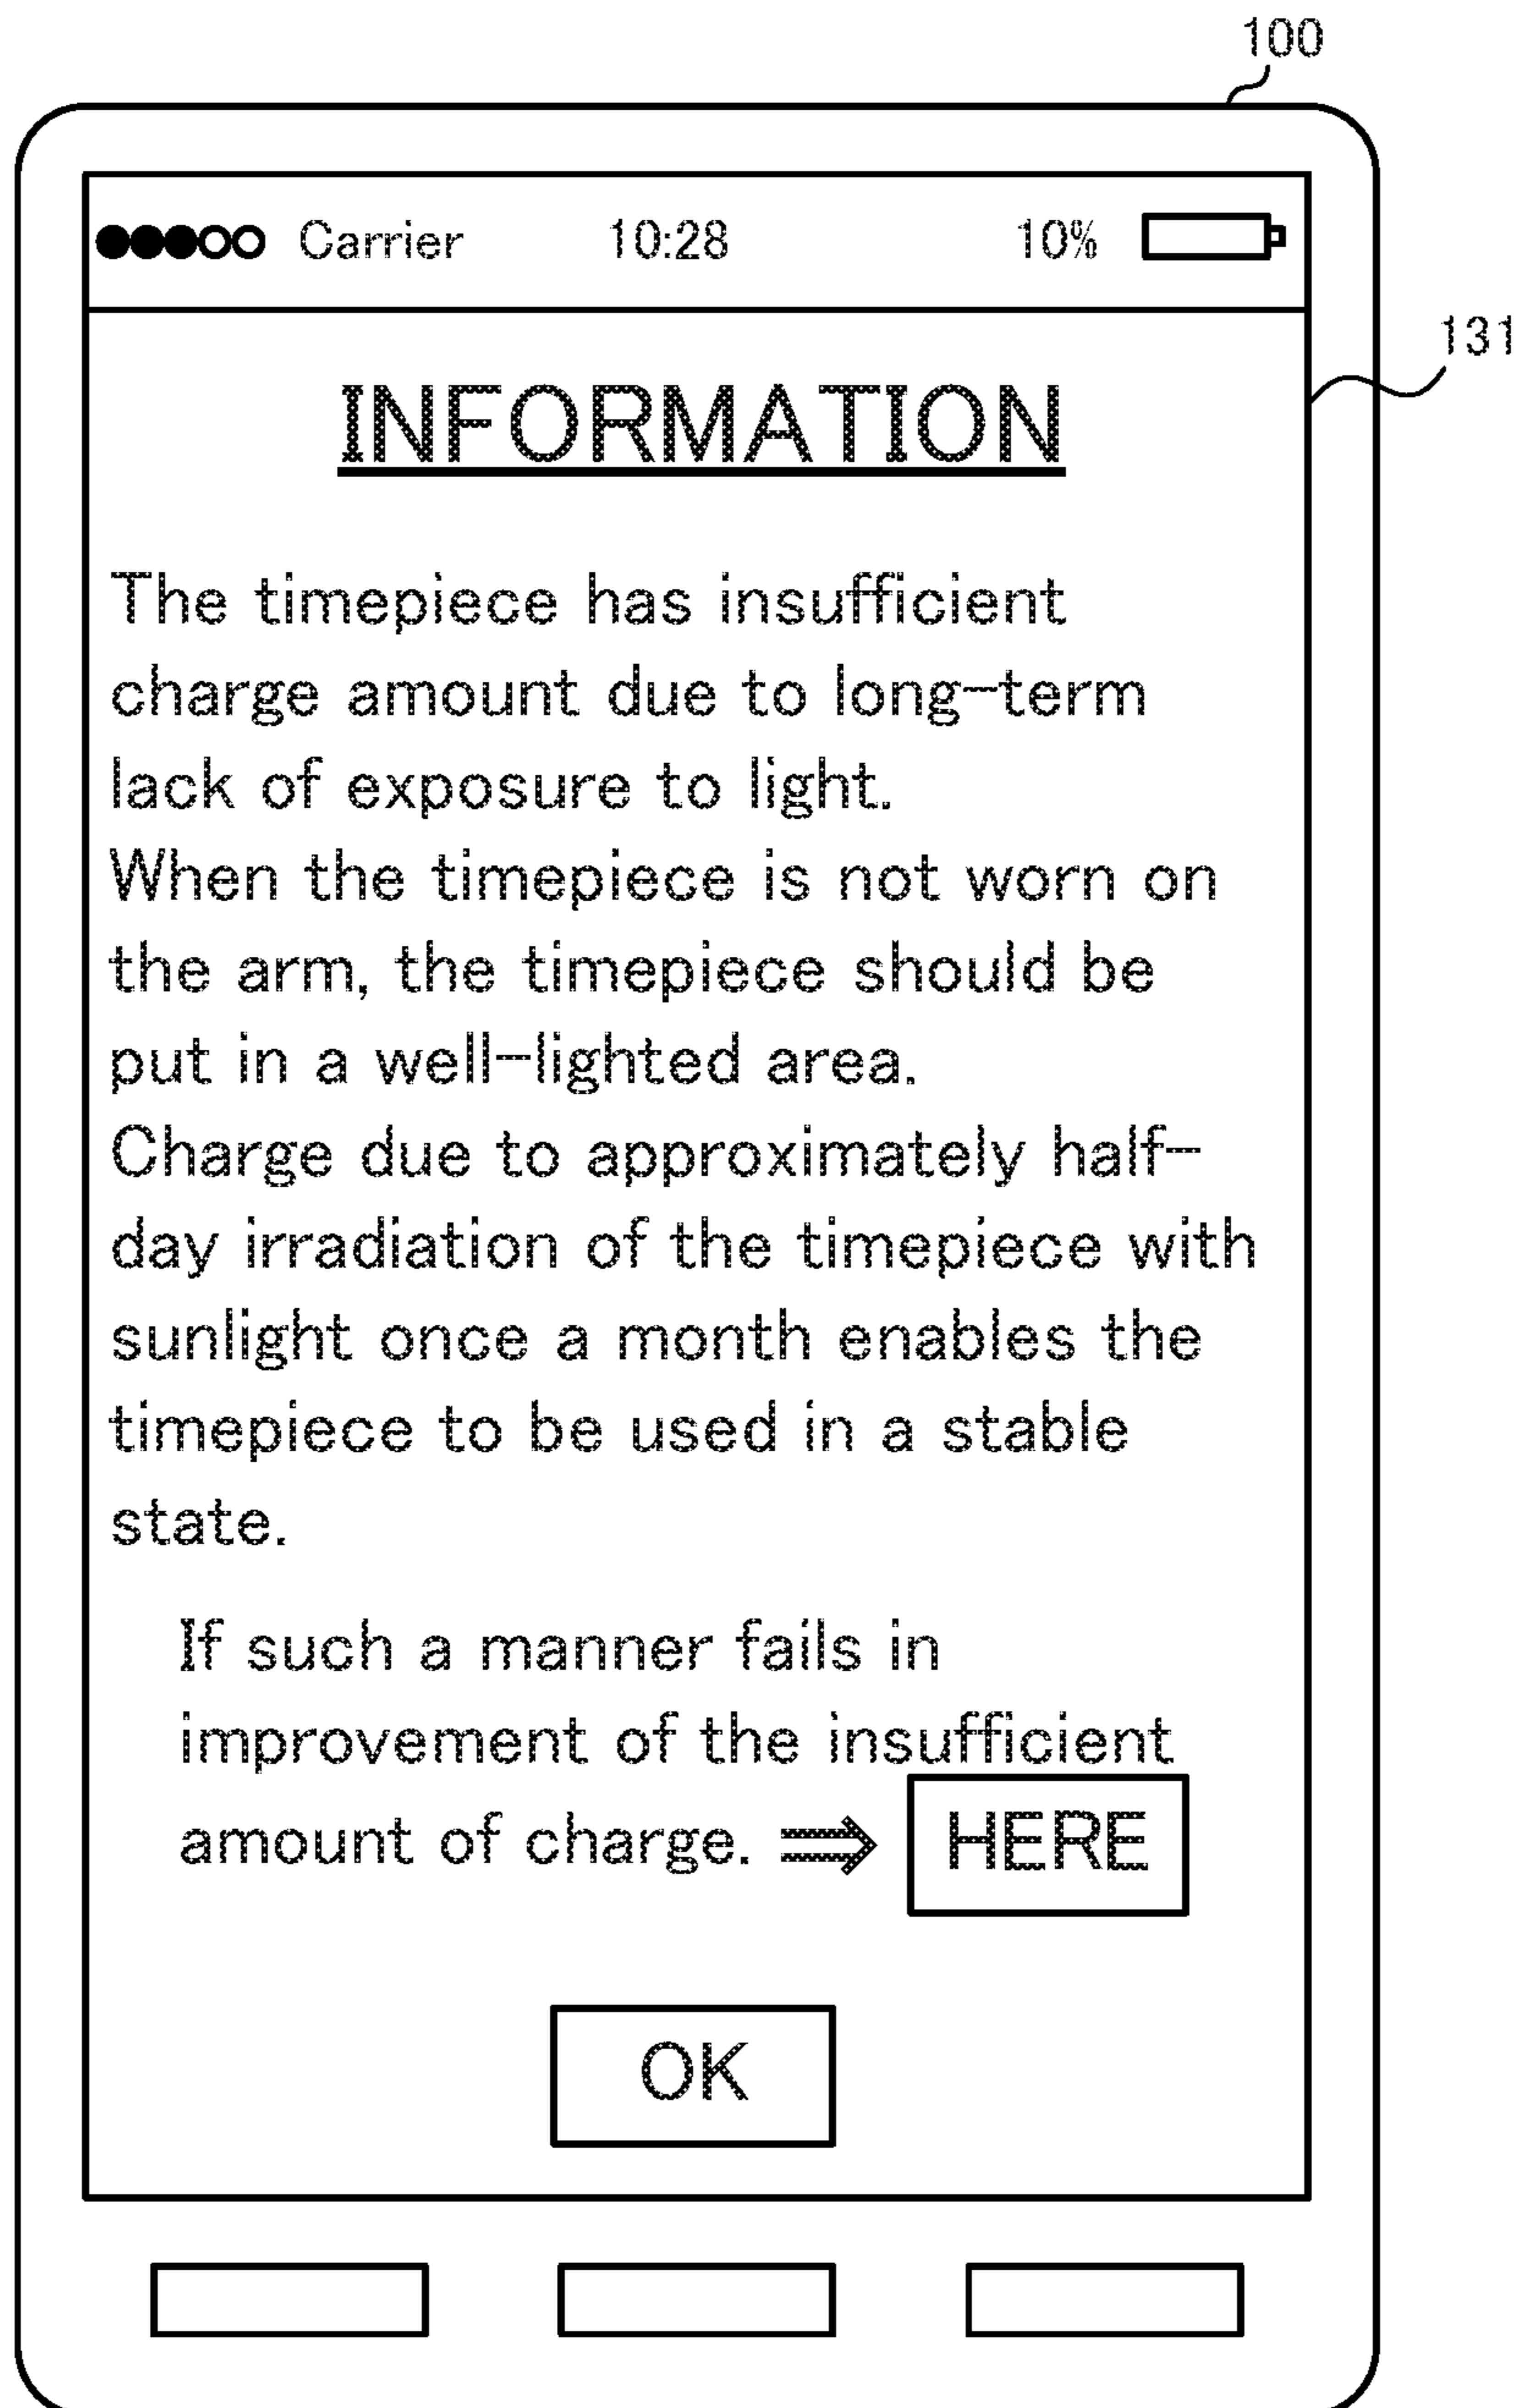 100
Carrier 10:28 10%
131
INFORMATION
The timepiece has insufficient
charge amount due to long-term
lack of exposure to light.
When the timepiece is not worn on
the arm, the timepiece should be
put in a well-lighted area.
Charge due to approximately half-
day irradiation of the timepiece with
sunlight once a month enables the
timepiece to be used in a stable
state.
If such a manner fails in
improvement of the insufficient
amount of charge. ⇒ HERE
OK